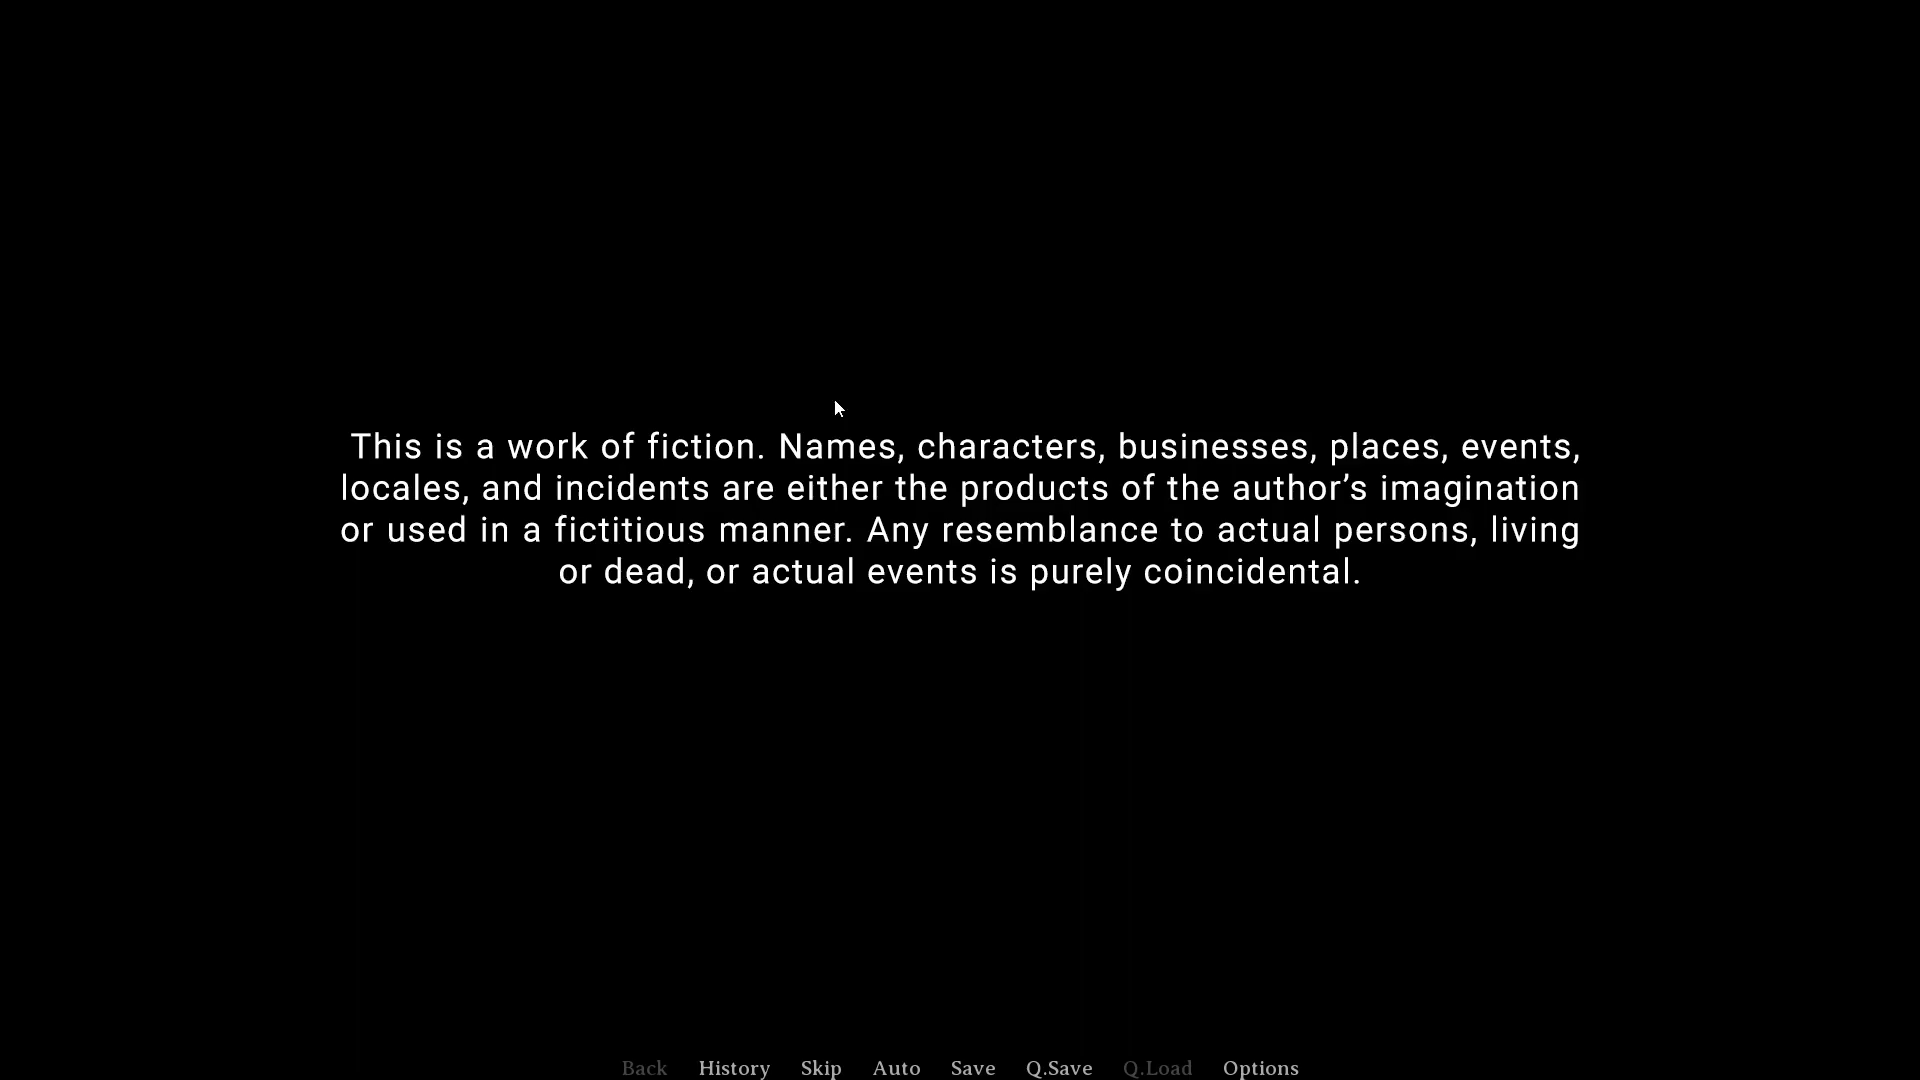 This is a work of fiction. Names, characters, businesses, places, events,
locales, and incidents are either the products of the author’s imagination
or used in a fictitious manner. Any resemblance to actual persons, living
or dead, or actual events is purely coincidental.
Back History Skip Auto Save Q.Save Q.Load Options